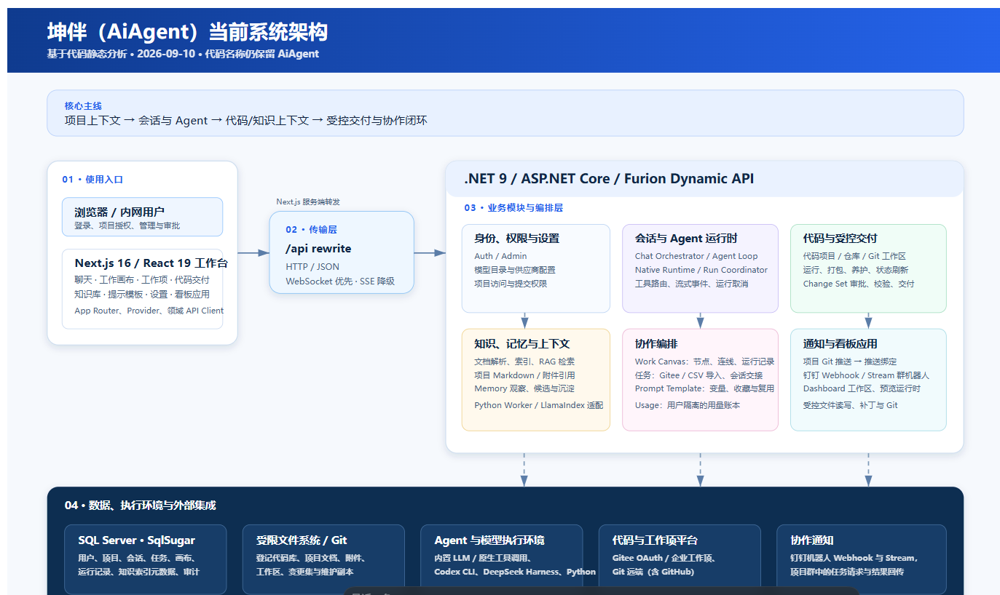 坤伴（AiAgent）当前系统架构
基于代码静态分析 • 2026-09-10 • 代码名称仍保留 AiAgent
核心主线
项目上下文 → 会话与 Agent → 代码/知识上下文 → 受控交付与协作闭环
01 • 使用入口
浏览器 / 内网用户
登录、项目授权、管理与审批
Next.js 16 / React 19 工作台
聊天 · 工作画布 · 工作项 · 代码交付
知识库 · 提示模板 · 设置 · 看板应用
App Router、Provider、领域 API Client
Next.js 服务端转发
02 • 传输层
/api rewrite
HTTP / JSON
WebSocket 优先 · SSE 降级
.NET 9 / ASP.NET Core / Furion Dynamic API
03 • 业务模块与编排层
身份、权限与设置
Auth / Admin
模型目录与供应商配置
项目访问与提交权限
会话与 Agent 运行时
Chat Orchestrator / Agent Loop
Native Runtime / Run Coordinator
工具路由、流式事件、运行取消
代码与受控交付
代码项目 / 仓库 / Git 工作区
运行、打包、养护、状态刷新
Change Set 审批、校验、交付
知识、记忆与上下文
文档解析、索引、RAG 检索
项目 Markdown / 附件引用
Memory 观察、候选与沉淀
Python Worker / LlamaIndex 适配
协作编排
Work Canvas：节点、连线、运行记录
任务：Gitee / CSV 导入、会话交接
Prompt Template：变量、收藏与复用
Usage：用户隔离的用量账本
通知与看板应用
项目 Git 推送 → 推送绑定
钉钉 Webhook / Stream 群机器人
Dashboard 工作区、预览运行时
受控文件读写、补丁与 Git
04 • 数据、执行环境与外部集成
SQL Server • SqlSugar
用户、项目、会话、任务、画布、
运行记录、知识索引元数据、审计
受限文件系统 / Git
登记代码库、项目文档、附件、
工作区、变更集与维护副本
Agent 与模型执行环境
内置 LLM / 原生工具调用、
Codex CLI、DeepSeek Harness、Python
代码与工作项平台
Gitee OAuth / 企业工作项、
Git 远端（含 GitHub）
协作通知
钉钉机器人 Webhook 与 Stream，
项目群中的任务请求与结果回传